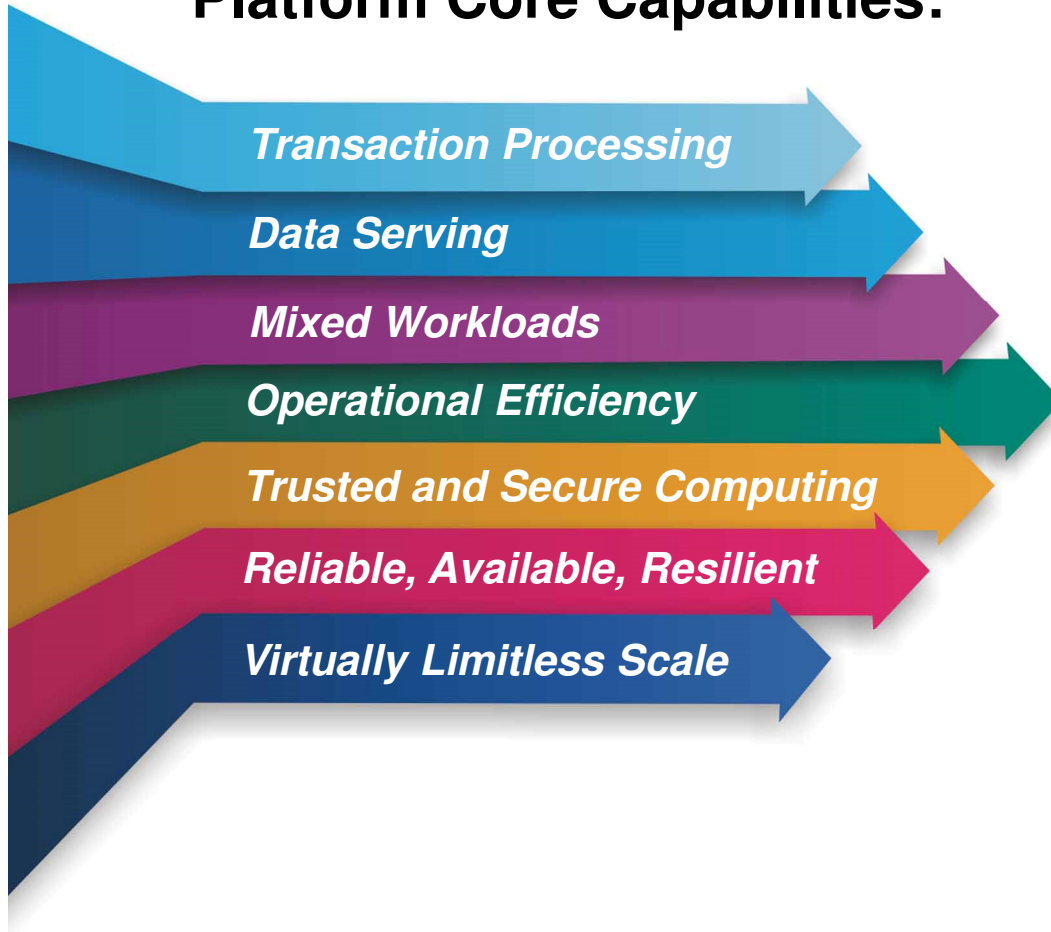 Platform Core Capabilities:
Transaction Processing
Data Serving
Mixed Workloads
Operational Efficiency
Trusted and Secure Computing
Reliable, Available, Resilient
Virtually Limitless Scale